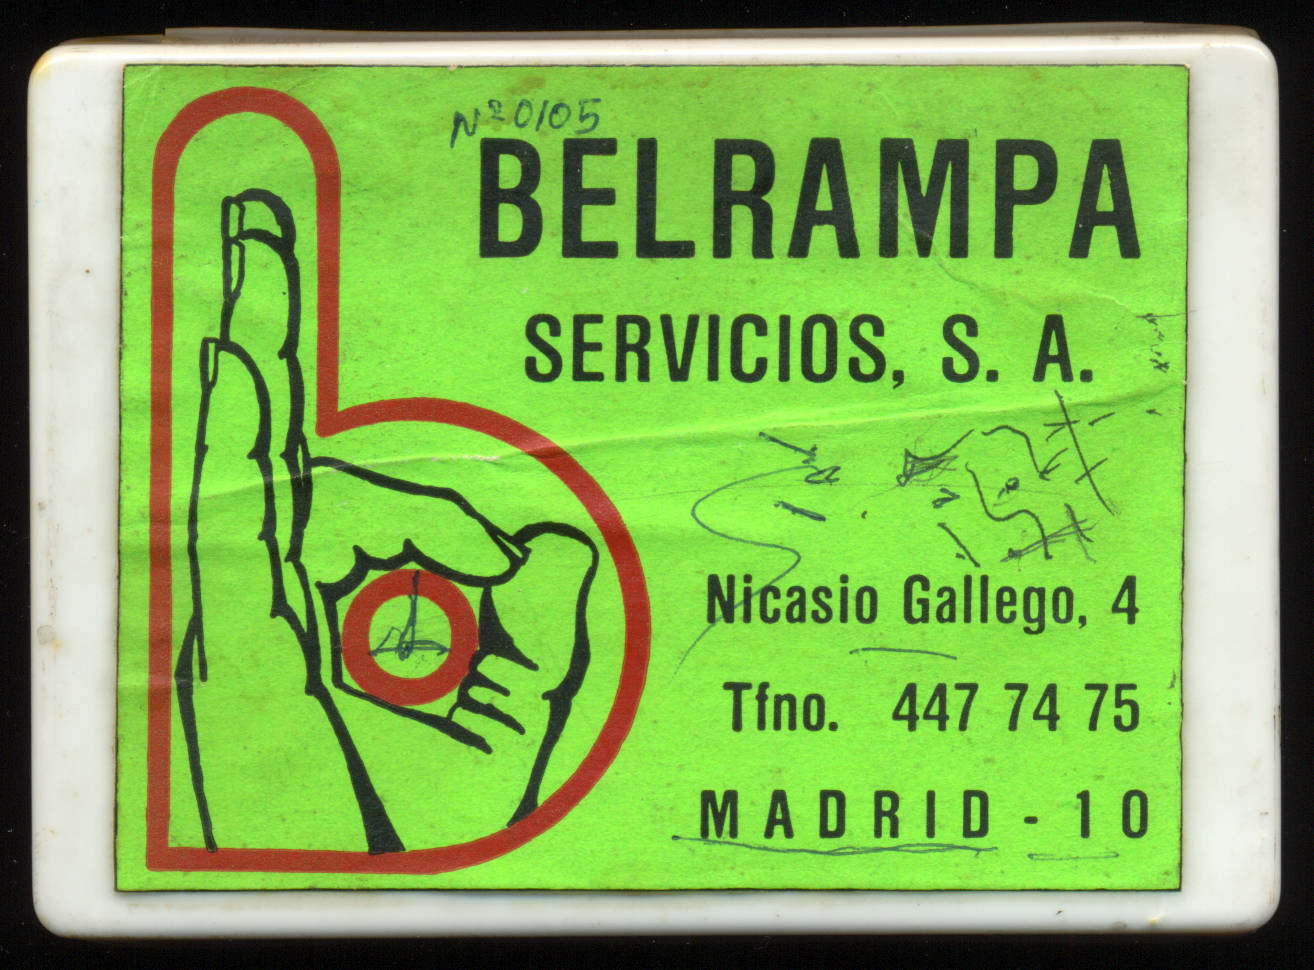 Nº 0105
BELRAMPA
SERVICIOS, S. A.
Nicasio Gallego, 4
Tfno. 447 74 75
MADRID - 10